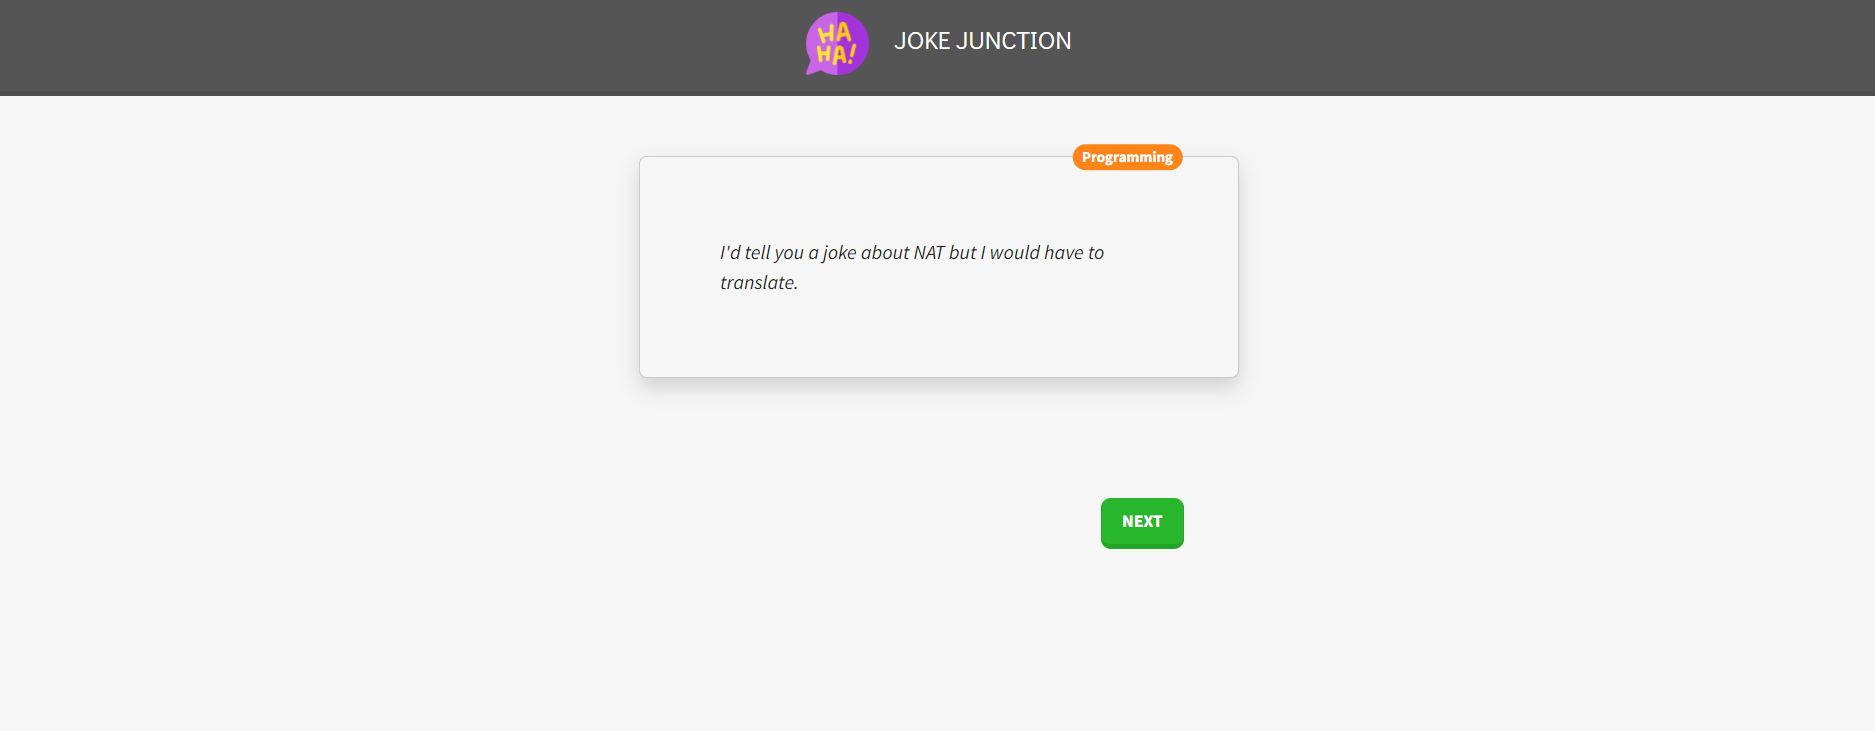 HA
HA!
JOKE JUNCTION
Programming
I'd tell you a joke about NAT but I would have to
translate.
NEXT